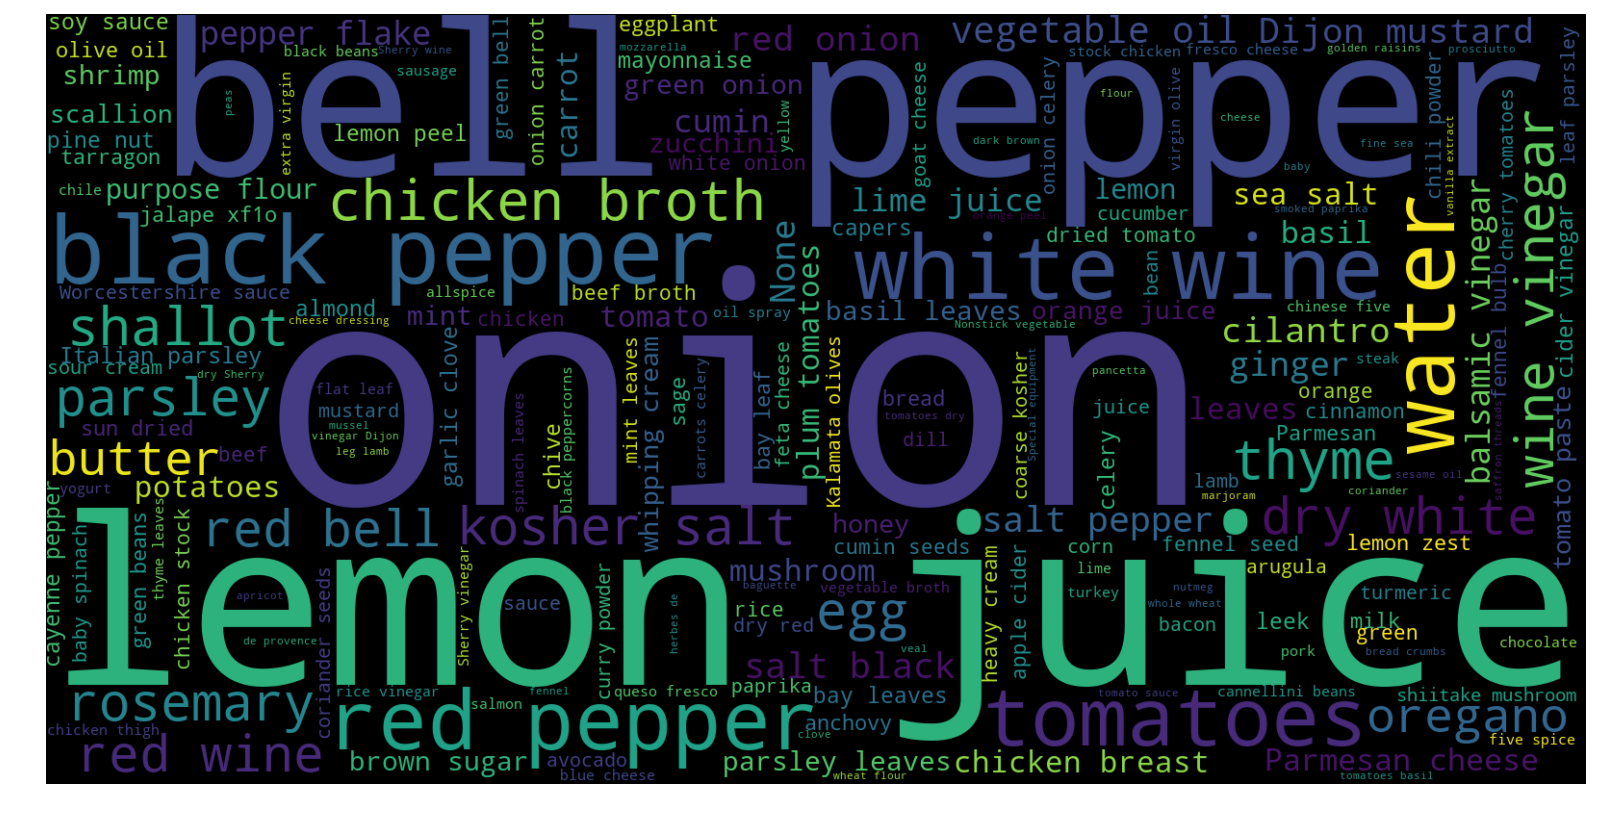 soy sauce
pepper flake
bell pepper
eggplant
red onion
vegetable oil
Dijon mustard
olive oil
black beans
Sherry wine
green bell
onion carrot
carrot
mozzarella
mayonnaise
stock chicken
fresco cheese
golden raisins
prosciutto
leaf parsley
shrimp
sausage
green onion
peas
extra virgin
scallion
lemon peel
cumin
yellow
goat cheese
onion celery
flour
virgin olive
cheese
chili powder
cherry tomatoes
pine nut
zucchini
dark brown
fine sea
vanilla extract
tarragon
white onion
baby
chile
purpose flour
chicken broth
lime juice
lemon
sea salt
water
wine vinegar
jalape xf1o
orange peel
cucumber
smoked paprika
capers
dried tomato
basil
balsamic vinegar
cider vinegar
black pepper
None
plum tomatoes
white wine
bean
fennel bulb
Worcestershire sauce
allspice
beef broth
almond
shallot
cheese dressing
mint
chicken
tomato
oil spray
basil leaves
orange juice
chinese five
Nonstick vegetable
cilantro
Italian parsley
sour cream
dry Sherry
garlic clove
onion
whipping cream
mint leaves
sage
carrots celery
bay leaf
feta cheese
Kalamata olives
coarse kosher
Special equipment
ginger
steak
pancetta
parsley
flat leaf
mustard
mussel
vinegar Dijon
leg lamb
bread
tomatoes dry
dill
juice
leaves
orange
cinnamon
Parmesan
sun dried
butter
beef
spinach leaves
chive
black peppercorns
celery
thyme
sesame oil
saffron threads
tomato paste
yogurt
potatoes
lamb
marjoram
coriander
cayenne pepper
lemon juice
red bell
kosher salt
honey
salt pepper
dry white
baby spinach
green beans
thyme leaves
chicken stock
cumin seeds
corn
fennel seed
lemon zest
Sherry vinegar
mushroom
heavy cream
apple cider
lime
arugula
baguette
vegetable broth
turkey
nutmeg
whole wheat
turmeric
apricot
sauce
curry powder
herbes de
rice
dry red
egg
bacon
leek
milk
green
de provence
veal
pork
bread crumbs
chocolate
salt black
rosemary
coriander seeds
rice vinegar
fennel
queso fresco
paprika
bay leaves
tomato sauce
cannellini beans
shiitake mushroom
salmon
red pepper
anchovy
tomatoes
oregano
chicken thigh
clove
red wine
five spice
brown sugar
avocado
blue cheese
parsley leaves
wheat flour
chicken breast
Parmesan cheese
tomatoes basil